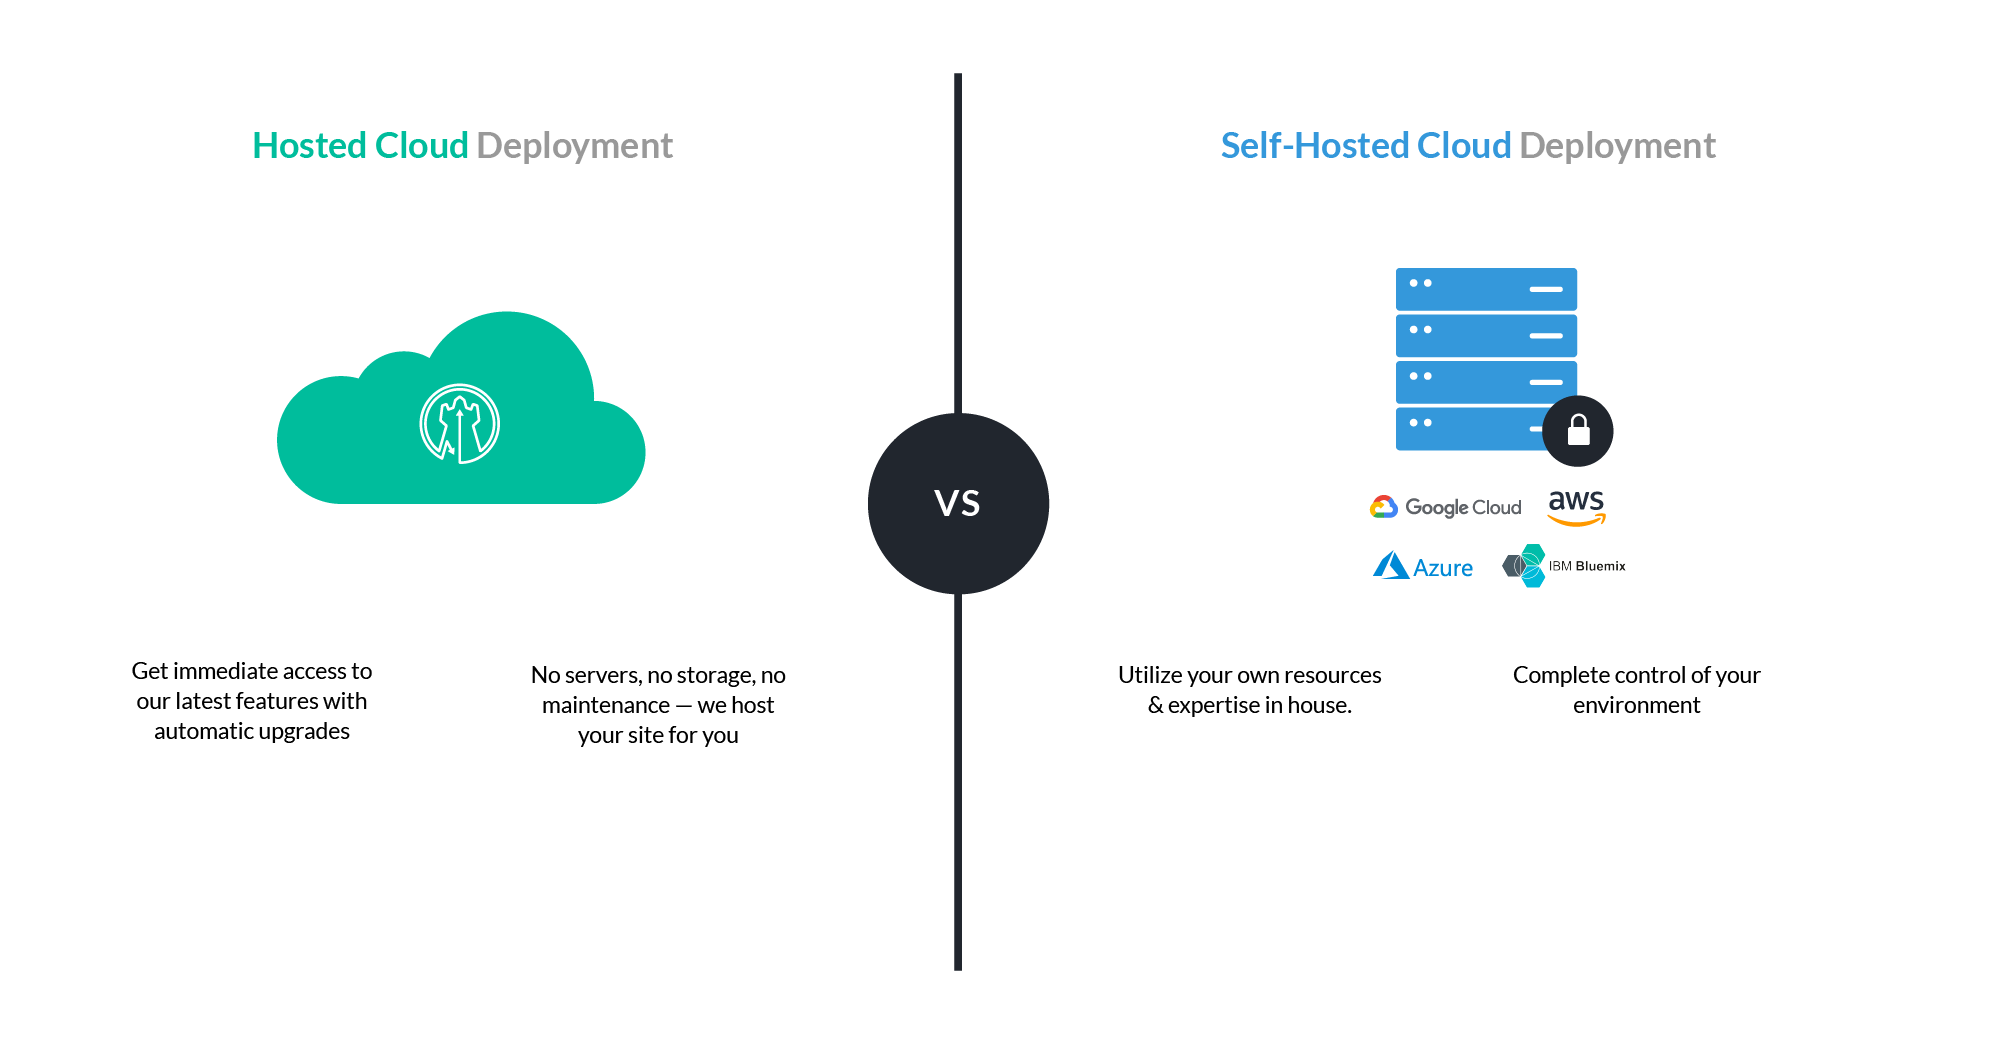 Hosted Cloud Deployment
Get immediate access to
our latest features with
automatic upgrades
No servers, no storage, no
maintenance — we host
your site for you
VS
Self-Hosted Cloud Deployment
Google Cloud
aws
Azure
IBM Bluemix
Utilize your own resources
& expertise in house.
Complete control of your
environment